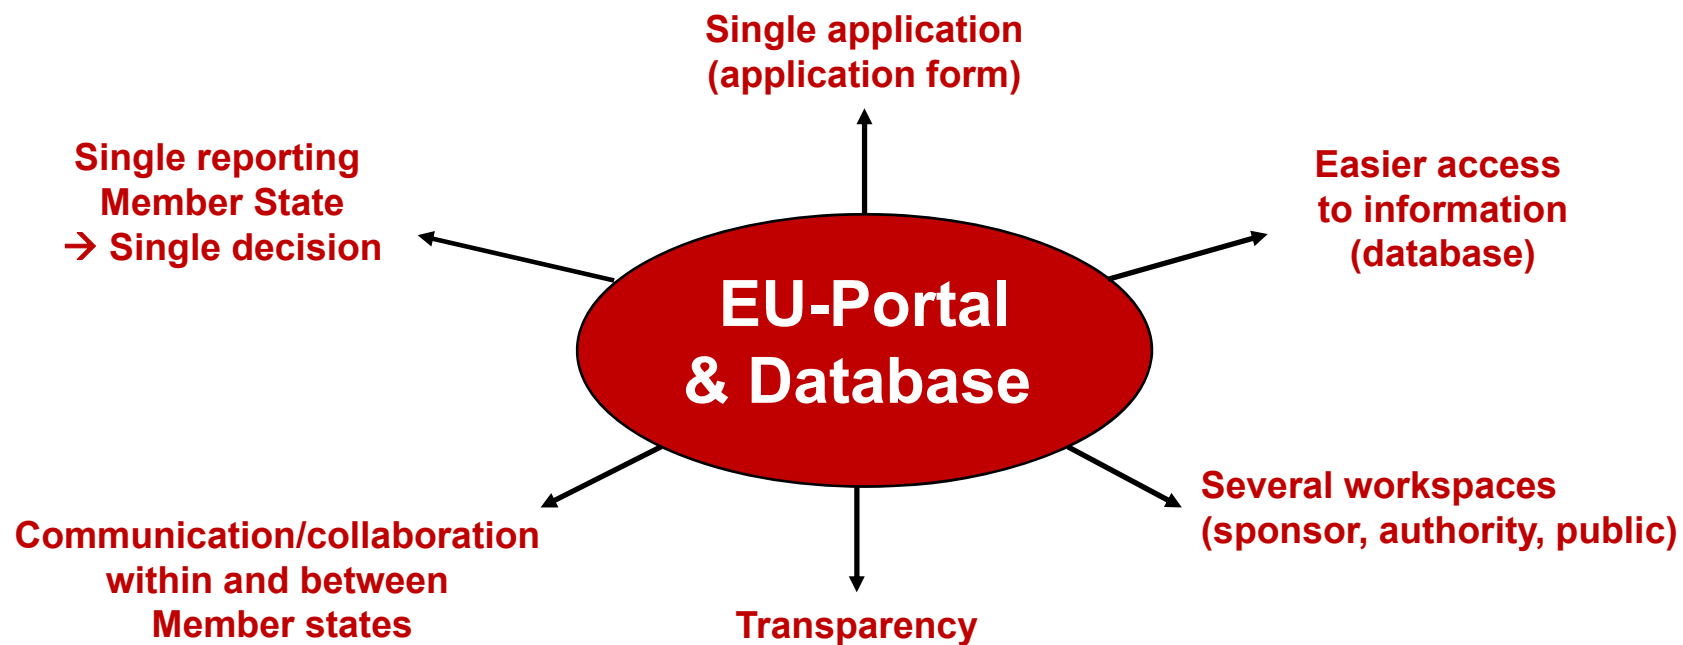 Single application
(application form)
Single reporting
Member State
→ Single decision
Easier access
to information
(database)
EU-Portal
& Database
Communication/collaboration
within and between
Member states
Transparency
Several workspaces
(sponsor, authority, public)